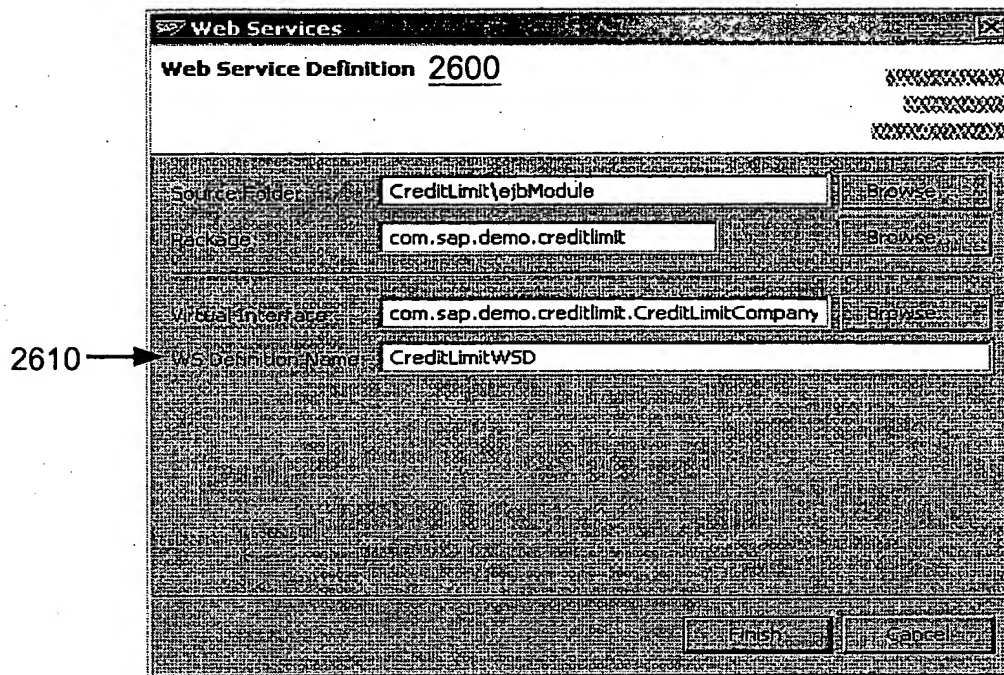 Web Services
Web Service Definition 2600
Source Folder: CreditLimit\ejbModule Browse...
Package: com.sap.demo.creditlimit Browse...
Virtual Interface: com.sap.demo.creditlimit.CreditLimitCompany Browse...
2610 WS Definition Name: CreditLimitWSD
Finish Cancel